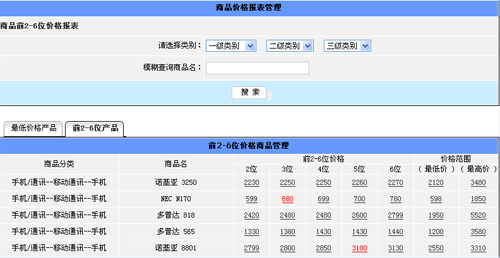 商品价格报表管理
商品前2-6位价格报表
请选择类别： 一级类别 二级类别 三级类别
模糊查询商品名：
搜 索
最低价格产品 前2-6位产品
前2-6位价格商品管理
商品分类 商品名 前2-6位价格 价格范围
2位 3位 4位 5位 6位 （最低价） （最高价）
手机/通讯--移动通讯--手机 诺基亚 3250 2230 2250 2250 2260 2270 2120 3480
手机/通讯--移动通讯--手机 NEC N170 599 680 699 700 780 598 1850
手机/通讯--移动通讯--手机 多普达 818 2420 2480 2480 2600 2799 1950 5520
手机/通讯--移动通讯--手机 多普达 565 1330 1380 1430 1430 1440 1200 3580
手机/通讯--移动通讯--手机 诺基亚 8801 2799 2800 2850 3100 3130 2550 3310